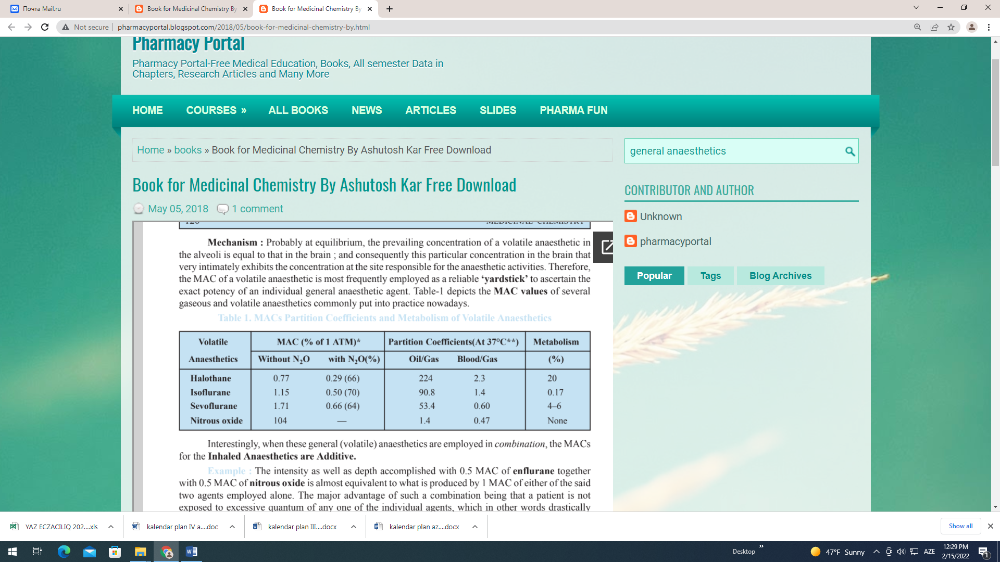 Почта Mail.ru
Book for Medicinal Chemistry By
Book for Medicinal Chemistry By
Not secure
pharmacyportal.blogspot.com/2018/05/book-for-medicinal-chemistry-by.html
Pharmacy Portal
Pharmacy Portal-Free Medical Education, Books, All semester Data in
Chapters, Research Articles and Many More
HOME COURSES » ALL BOOKS NEWS ARTICLES SLIDES PHARMA FUN
Home » books » Book for Medicinal Chemistry By Ashutosh Kar Free Download
Book for Medicinal Chemistry By Ashutosh Kar Free Download
May 05, 2018 1 comment
126 MEDICINAL CHEMISTRY
Mechanism : Probably at equilibrium, the prevailing concentration of a volatile anaesthetic in
the alveoli is equal to that in the brain ; and consequently this particular concentration in the brain that
very intimately exhibits the concentration at the site responsible for the anaesthetic activities. Therefore,
the MAC of a volatile anaesthetic is most frequently employed as a reliable ‘yardstick’ to ascertain the
exact potency of an individual general anaesthetic agent. Table-1 depicts the MAC values of several
gaseous and volatile anaesthetics commonly put into practice nowadays.
Table 1. MACs Partition Coefficients and Metabolism of Volatile Anaesthetics
Volatile MAC (% of 1 ATM)* Partition Coefficients(At 37°C**) Metabolism
Anaesthetics Without N₂O with N₂O(%) Oil/Gas Blood/Gas (%)
Halothane 0.77 0.29 (66) 224 2.3 20
Isoflurane 1.15 0.50 (70) 90.8 1.4 0.17
Sevoflurane 1.71 0.66 (64) 53.4 0.60 4–6
Nitrous oxide 104 — 1.4 0.47 None
Interestingly, when these general (volatile) anaesthetics are employed in combination, the MACs
for the Inhaled Anaesthetics are Additive.
Example : The intensity as well as depth accomplished with 0.5 MAC of enflurane together
with 0.5 MAC of nitrous oxide is almost equivalent to what is produced by 1 MAC of either of the said
two agents employed alone. The major advantage of such a combination being that a patient is not
exposed to excessive quantum of any one of the individual agents, which in other words drastically
general anaesthetics
CONTRIBUTOR AND AUTHOR
Unknown
pharmacyportal
Popular Tags Blog Archives
YAZ ECZACILIQ 202....xls
kalendar plan IV a....doc
kalendar plan III....docx
kalendar plan az....docx
Show all
Desktop
47°F Sunny
AZE
12:29 PM
2/15/2022
1